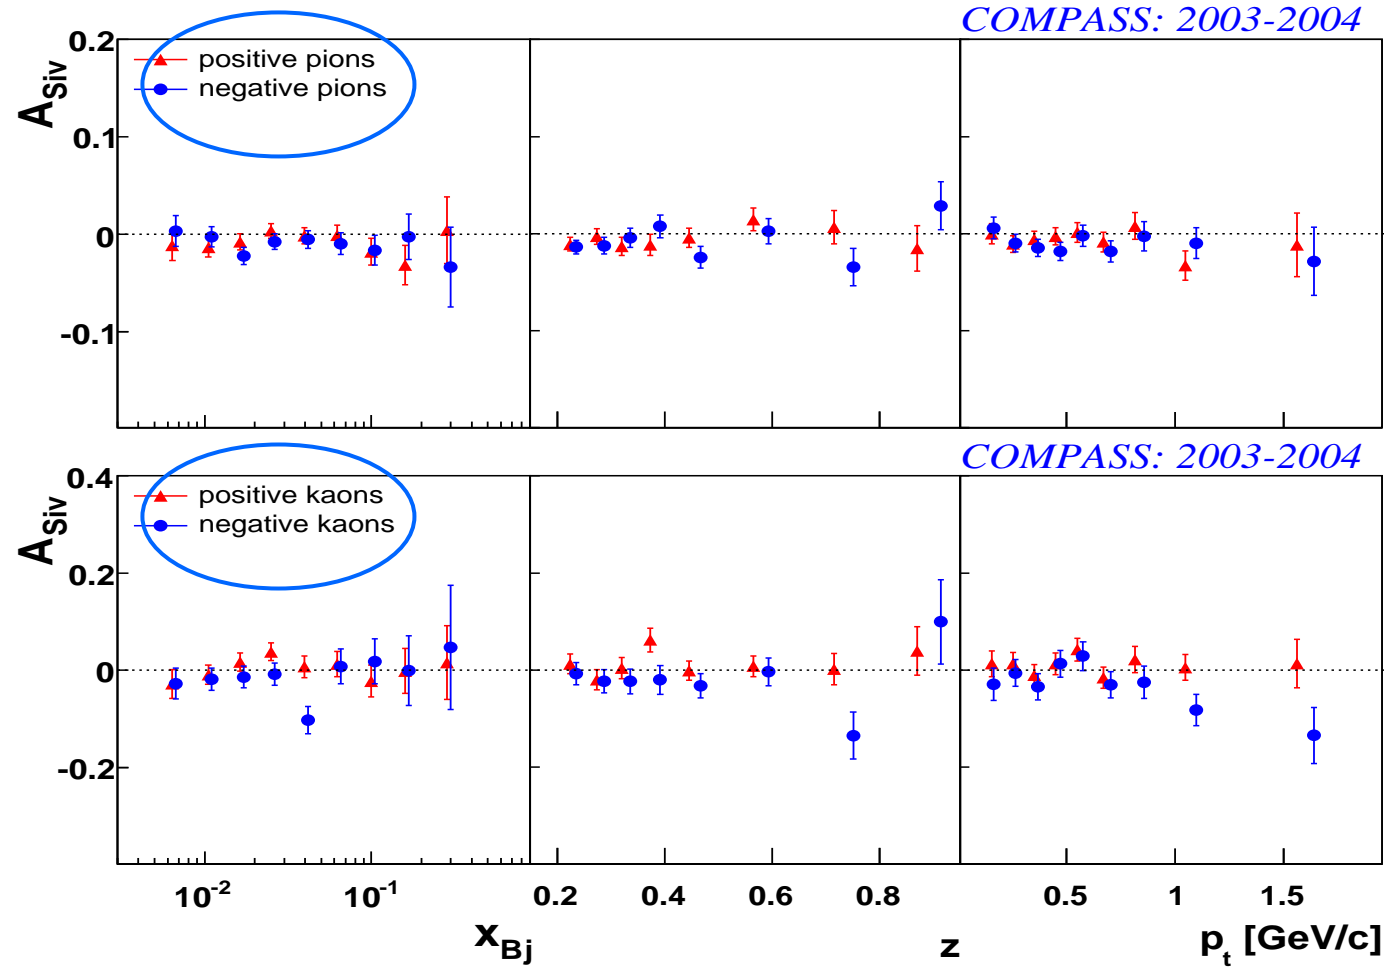 COMPASS: 2003-2004
A_Siv
0.2
0.1
0
-0.1
positive pions
negative pions
COMPASS: 2003-2004
A_Siv
0.4
0.2
0
-0.2
positive kaons
negative kaons
10^-2 10^-1 0.2 0.4 0.6 0.8 0.5 1 1.5
x_Bj z p_t [GeV/c]